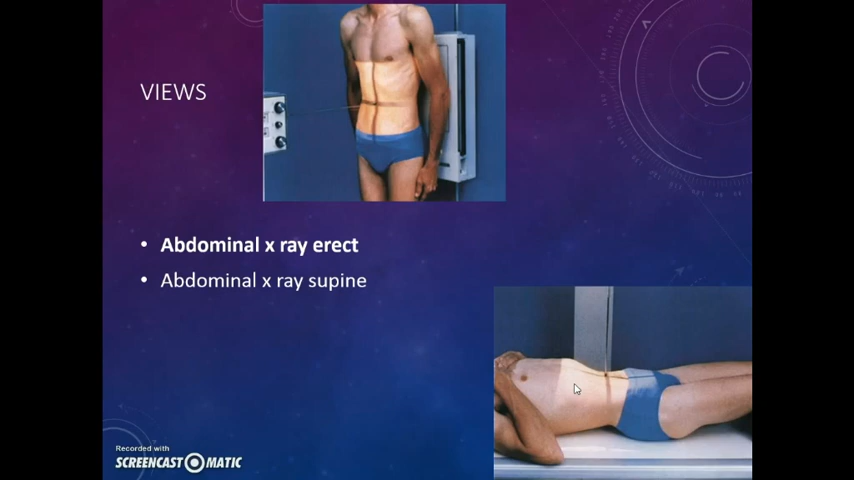 VIEWS
• Abdominal x ray erect
• Abdominal x ray supine
Recorded with
SCREENCAST MATIC